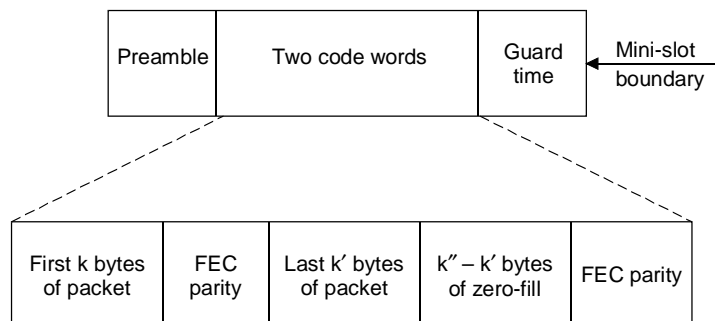 Preamble
Two code words
Guard
time
Mini-slot
boundary
First k bytes
of packet
FEC
parity
Last k′ bytes
of packet
k″ – k′ bytes
of zero-fill
FEC parity